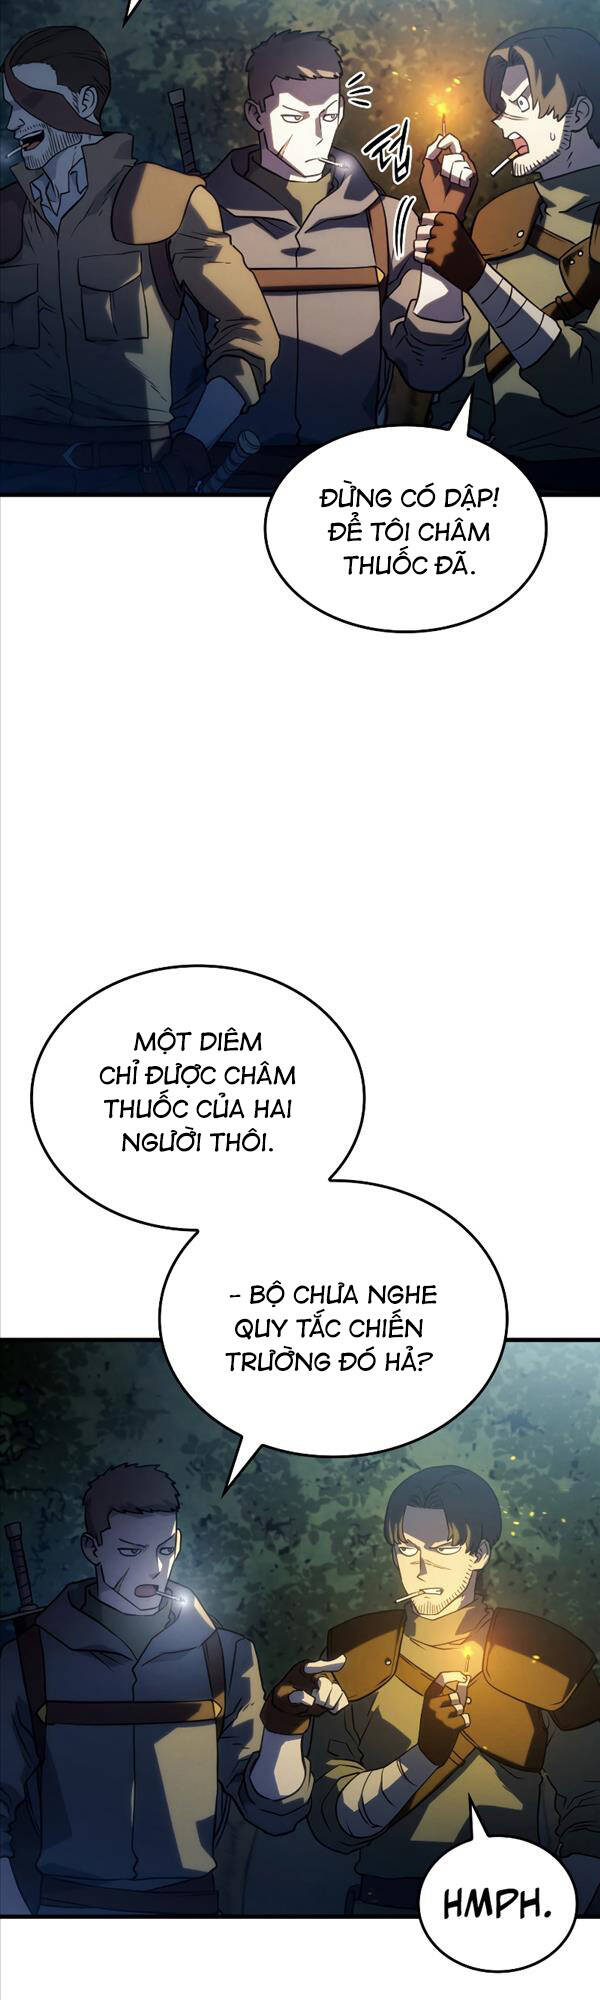 텁
ĐỪNG CÓ DẬP!
ĐỂ TÔI CHÂM
THUỐC ĐÃ.
MỘT DIÊM
CHỈ ĐƯỢC CHÂM
THUỐC CỦA HAI
NGƯỜI THÔI.
- BỘ CHƯA NGHE
QUY TẮC CHIẾN
TRƯỜNG ĐÓ HẢ?
HMPH.